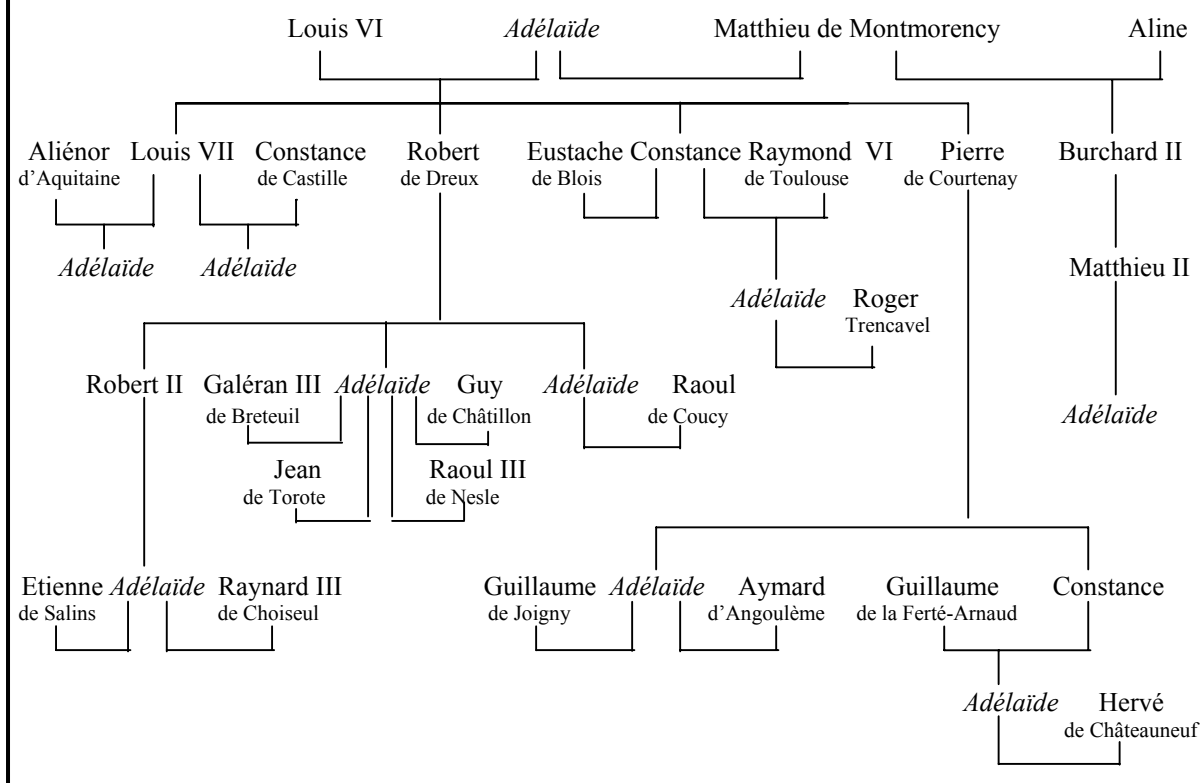 Louis VI Adélaïde Matthieu de Montmorency Aline
Aliénor Louis VII Constance Robert Eustache Constance Raymond VI Pierre Burchard II
d'Aquitaine de Castille de Dreux de Blois de Toulouse de Courtenay
Adélaïde Adélaïde Matthieu II
Adélaïde Roger
Trencavel
Robert II Galéran III Adélaïde Guy Adélaïde Raoul
de Breteuil de Châtillon de Coucy Adélaïde
Jean Raoul III
de Torote de Nesle
Etienne Adélaïde Raynard III Guillaume Adélaïde Aymard Guillaume Constance
de Salins de Choiseul de Joigny d'Angoulème de la Ferté-Arnaud
Adélaïde Hervé
de Châteauneuf